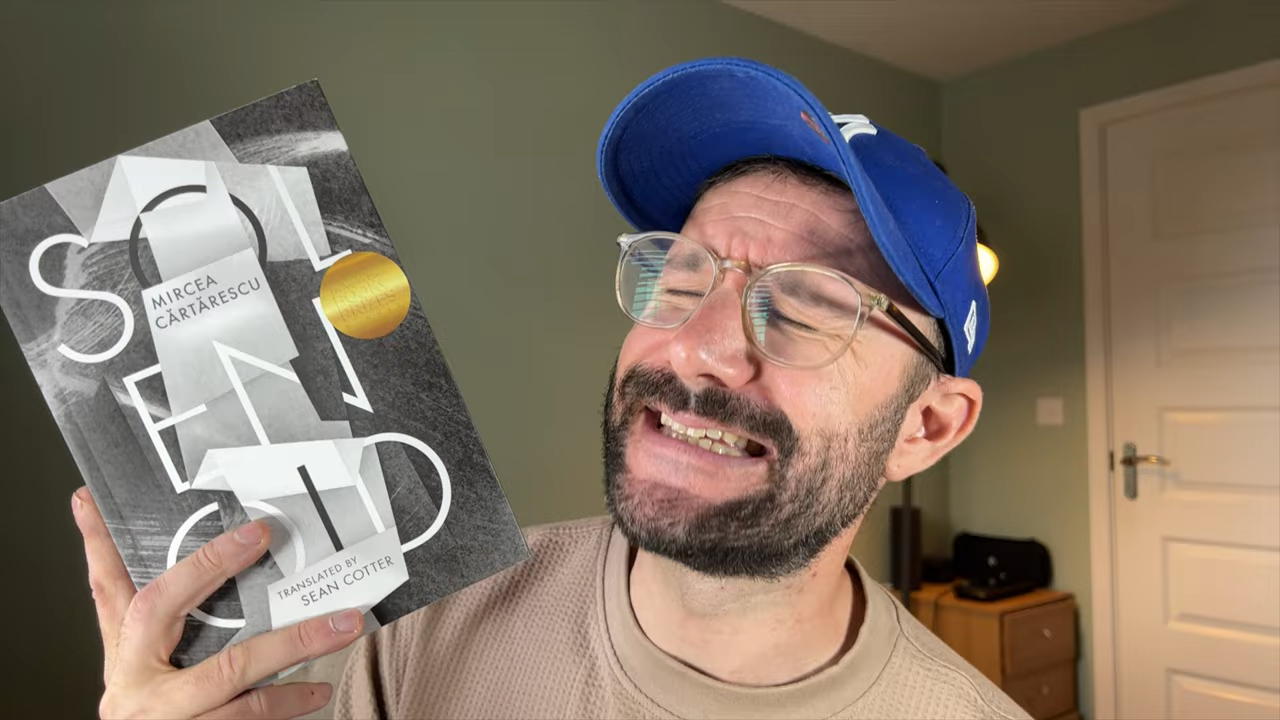 SOL
MIRCEA
CĂRTĂRESCU
EN
OID
TRANSLATED BY
SEAN COTTER